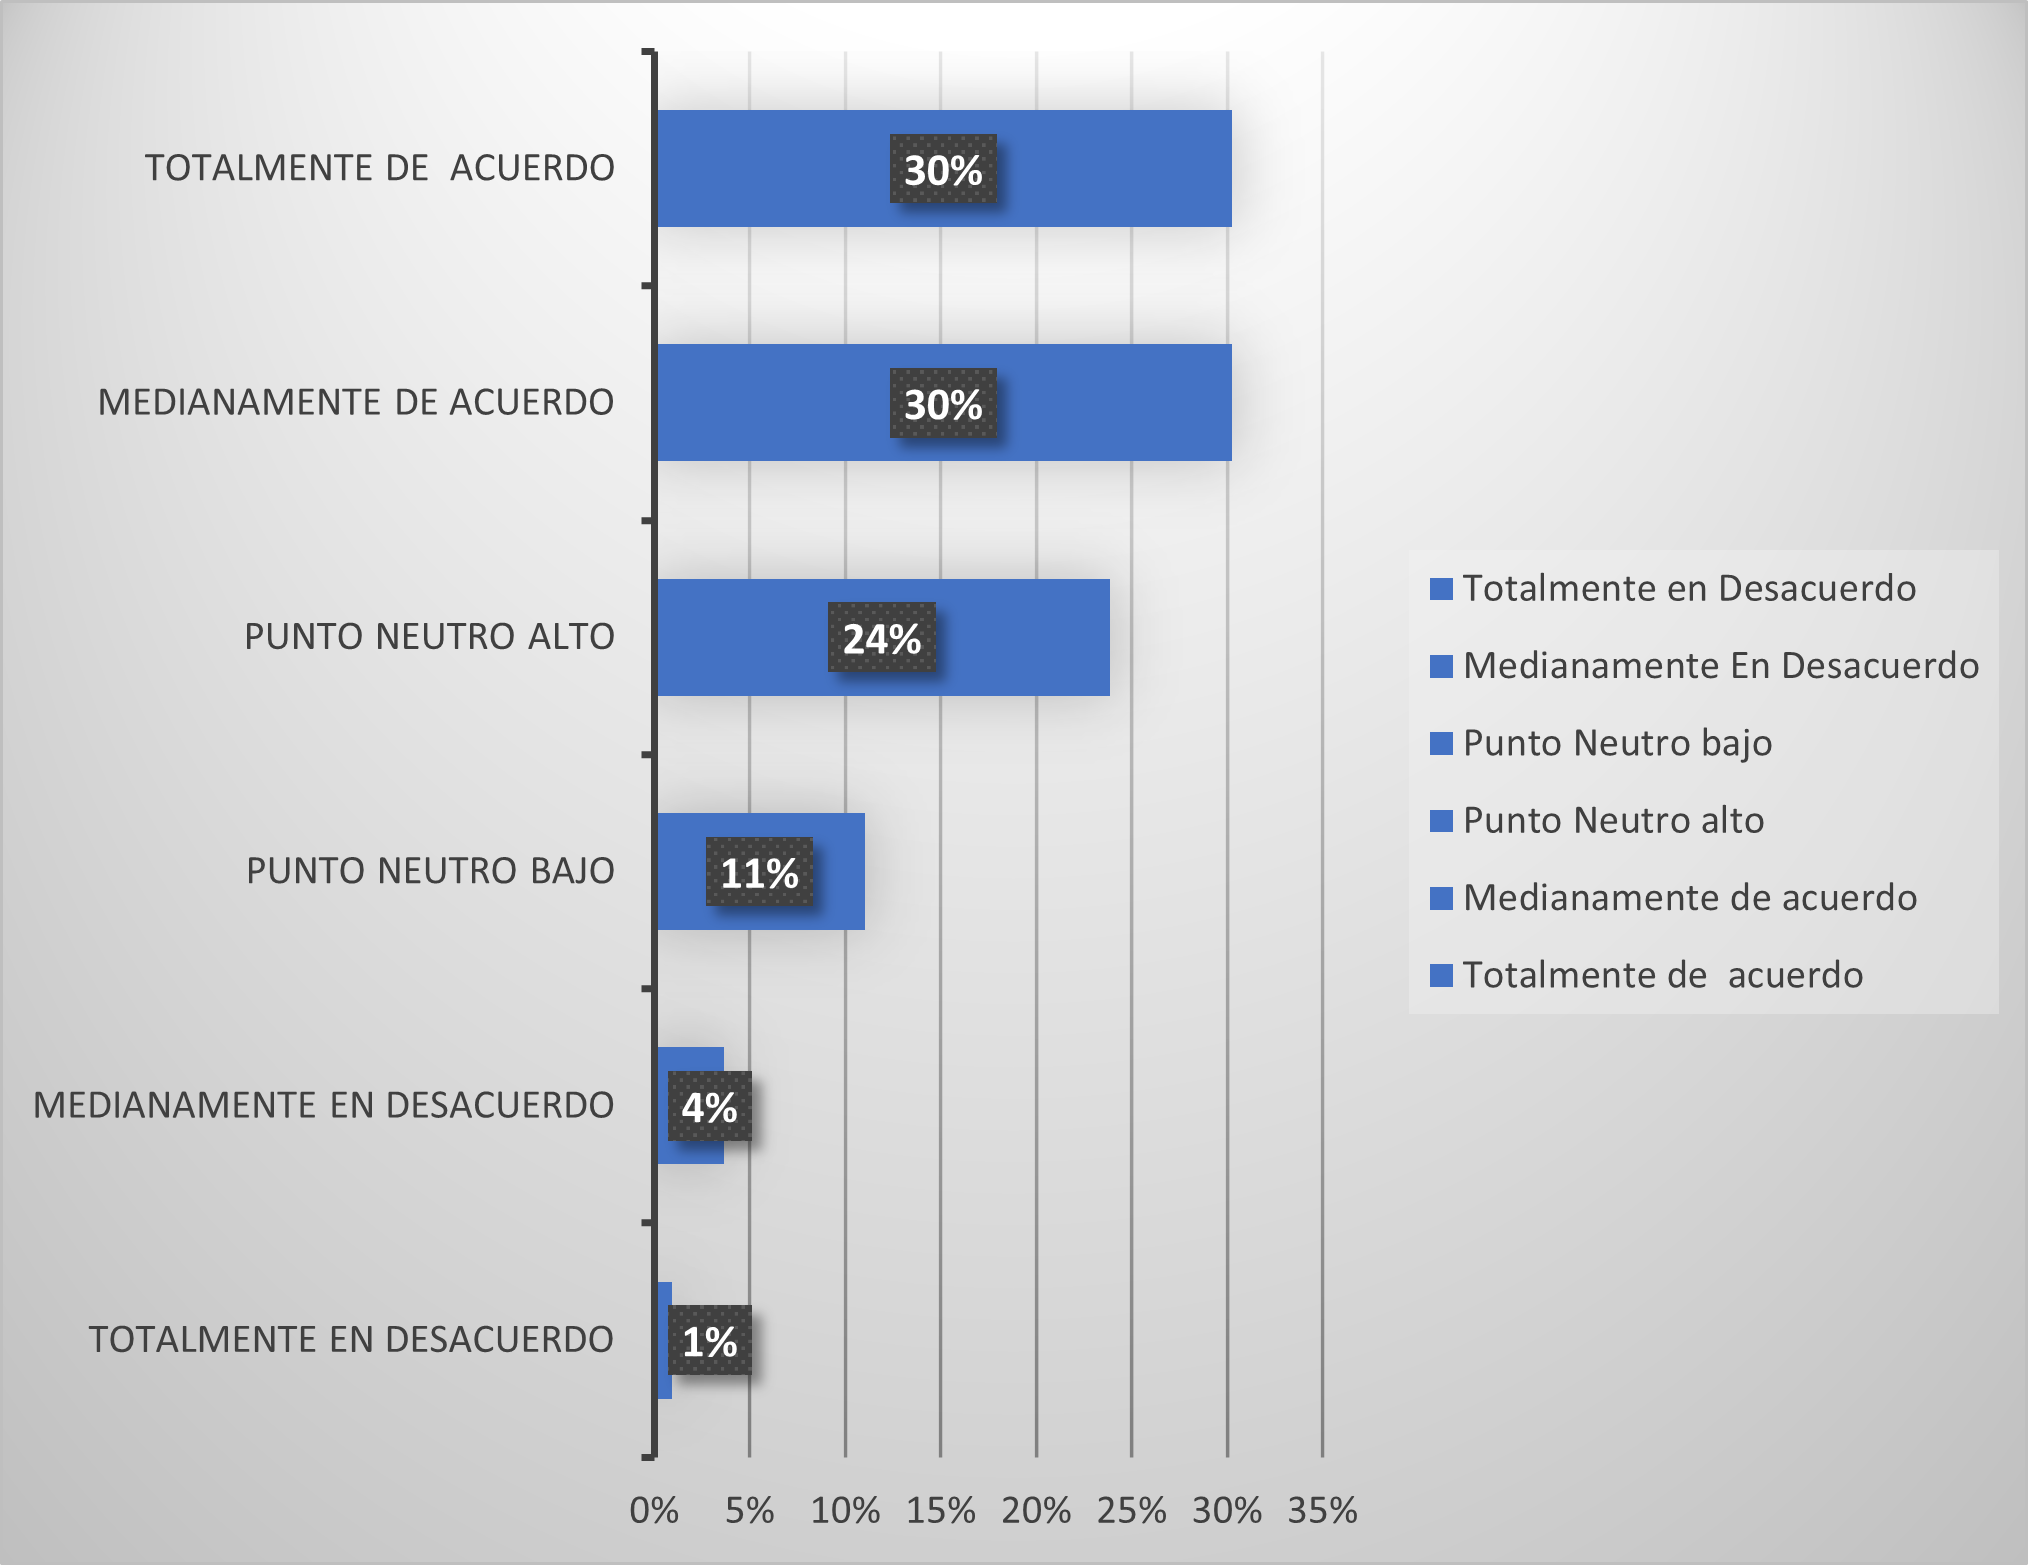 TOTALMENTE DE  ACUERDO
30%
MEDIANAMENTE DE ACUERDO
30%
PUNTO NEUTRO ALTO
24%
PUNTO NEUTRO BAJO
11%
MEDIANAMENTE EN DESACUERDO
4%
TOTALMENTE EN DESACUERDO
1%
0% 5% 10% 15% 20% 25% 30% 35%
Totalmente en Desacuerdo
Medianamente En Desacuerdo
Punto Neutro bajo
Punto Neutro alto
Medianamente de acuerdo
Totalmente de  acuerdo